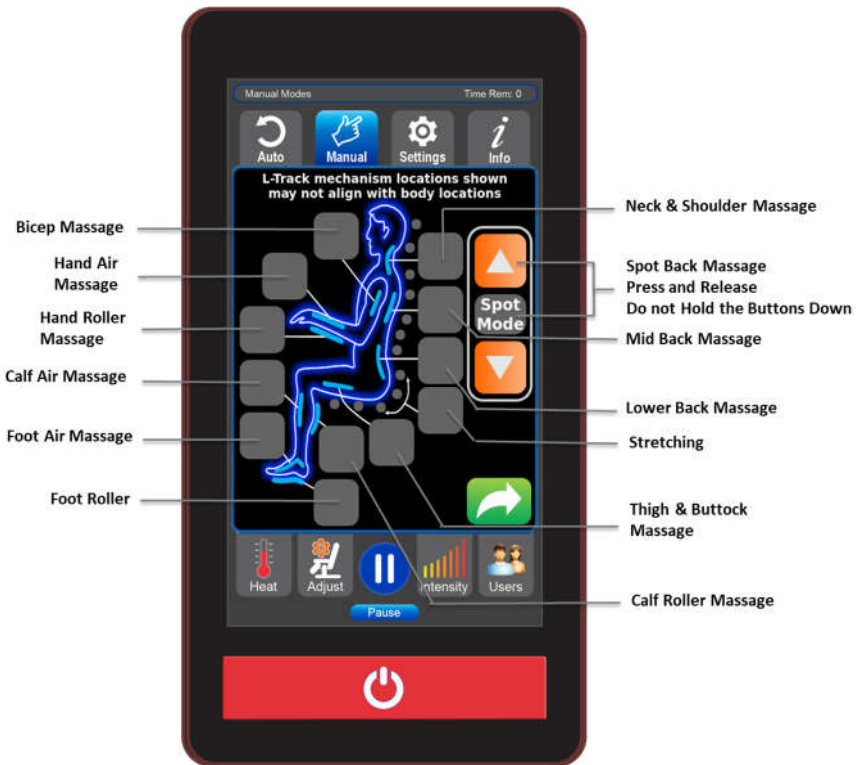 Manual Modes Time Rem: 0
Auto Manual Settings Info
L-Track mechanism locations shown
may not align with body locations
Bicep Massage
Hand Air
Massage
Hand Roller
Massage
Calf Air Massage
Foot Air Massage
Foot Roller
Neck & Shoulder Massage
Spot Back Massage
Press and Release
Do not Hold the Buttons Down
Spot
Mode
Mid Back Massage
Lower Back Massage
Stretching
Thigh & Buttock
Massage
Calf Roller Massage
Heat Adjust Intensity Users
Pause